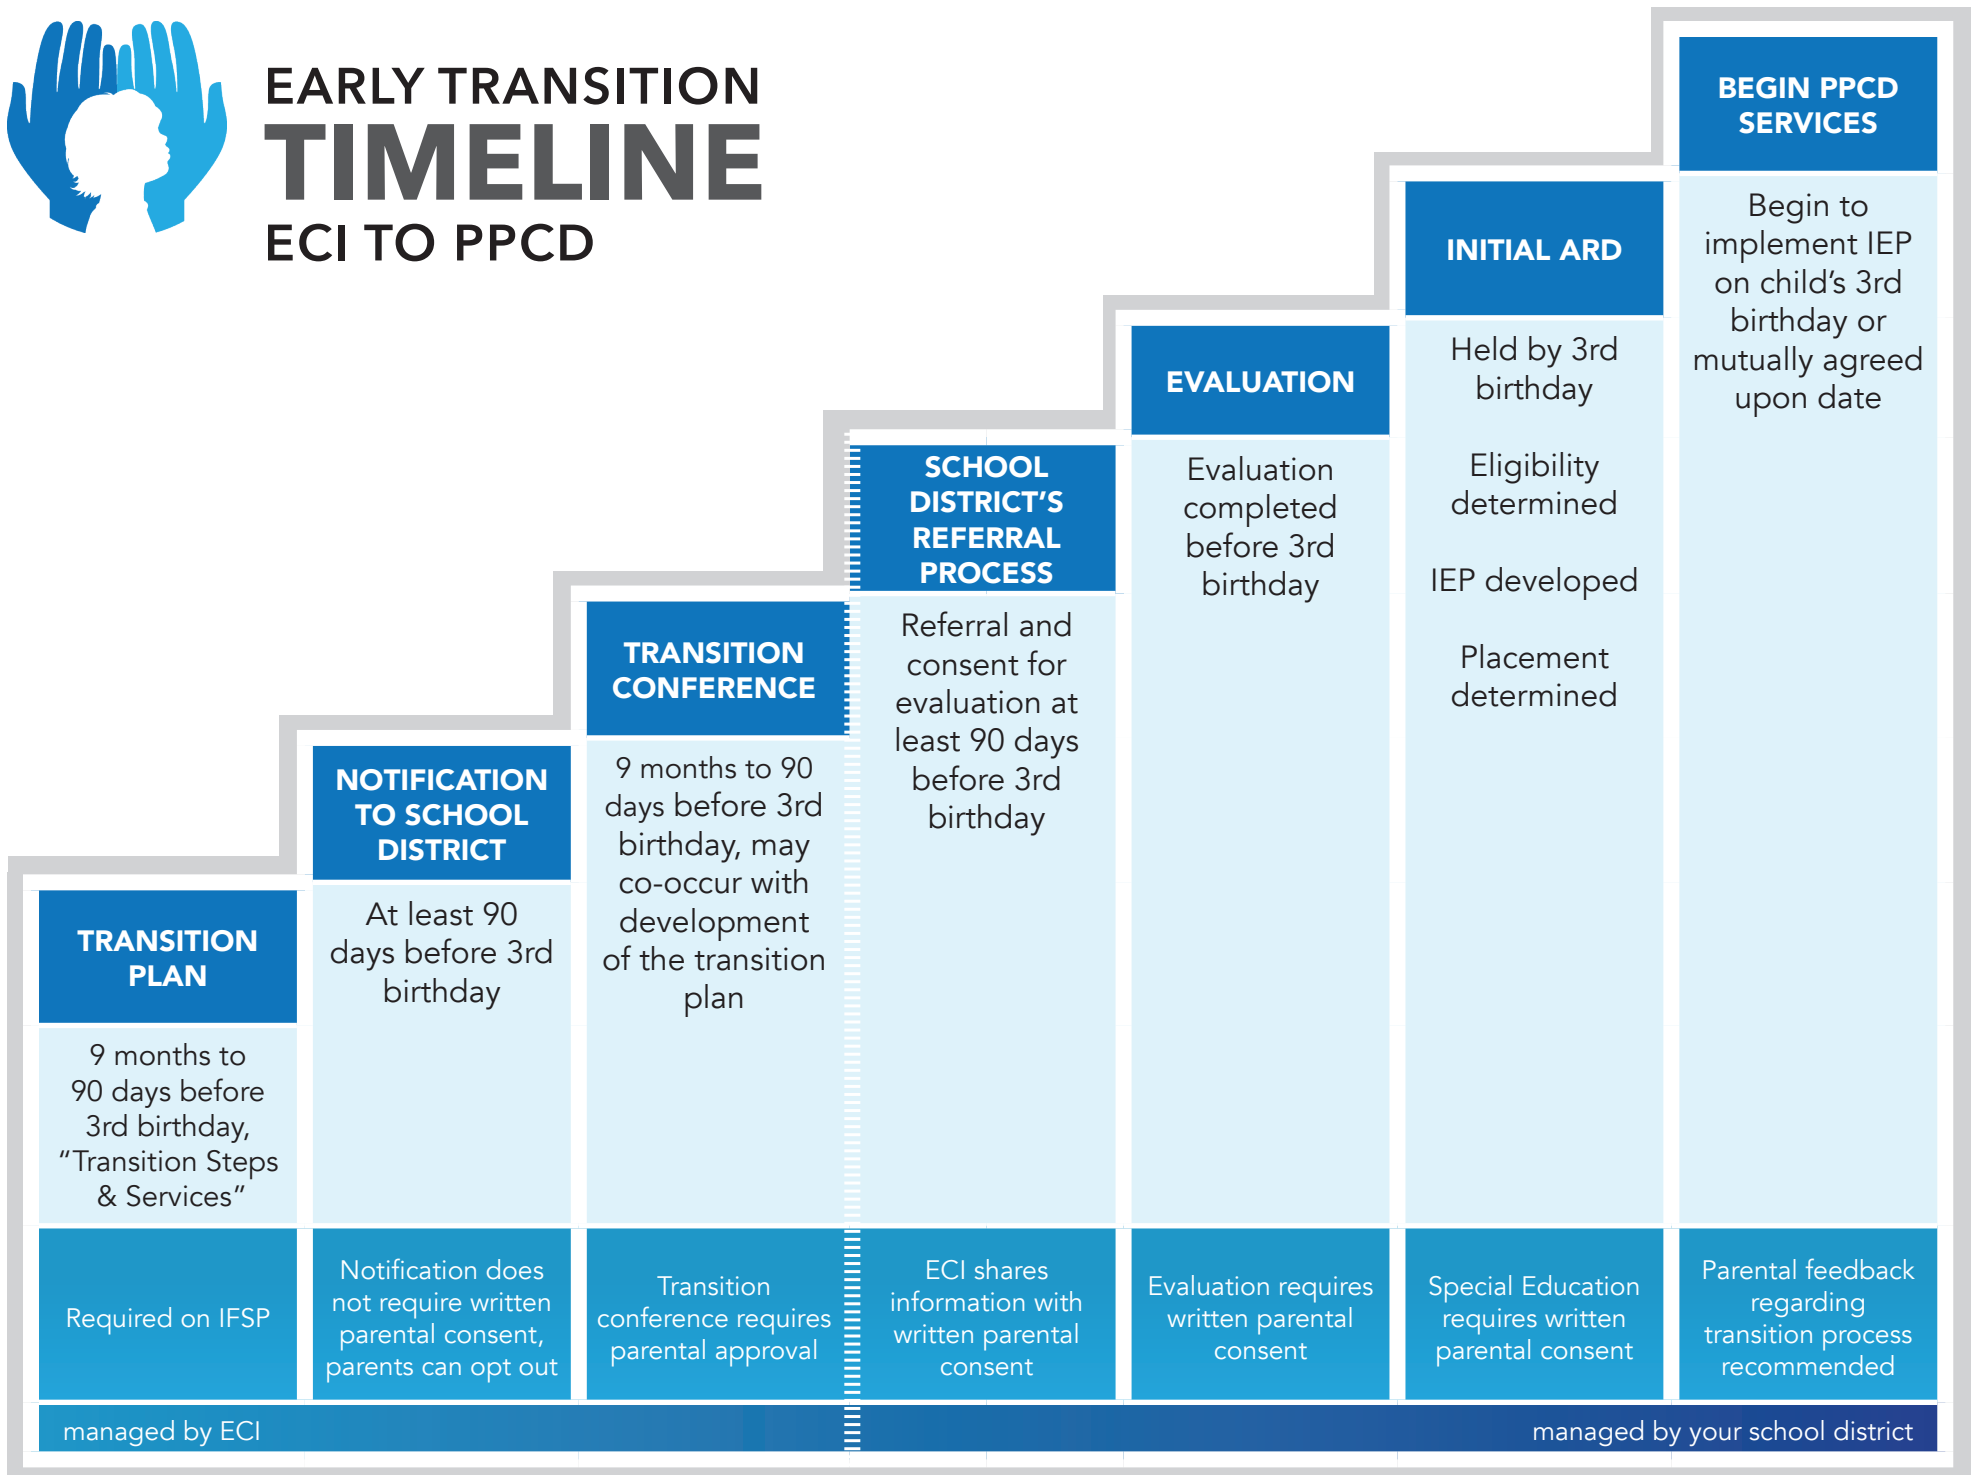 EARLY TRANSITION
TIMELINE
ECI TO PPCD
TRANSITION
PLAN
9 months to
90 days before
3rd birthday,
“Transition Steps
& Services”
Required on IFSP
NOTIFICATION
TO SCHOOL
DISTRICT
At least 90
days before 3rd
birthday
Notification does
not require written
parental consent,
parents can opt out
TRANSITION
CONFERENCE
9 months to 90
days before 3rd
birthday, may
co-occur with
development
of the transition
plan
Transition
conference requires
parental approval
SCHOOL
DISTRICT’S
REFERRAL
PROCESS
Referral and
consent for
evaluation at
least 90 days
before 3rd
birthday
ECI shares
information with
written parental
consent
EVALUATION
Evaluation
completed
before 3rd
birthday
Evaluation requires
written parental
consent
INITIAL ARD
Held by 3rd
birthday
Eligibility
determined
IEP developed
Placement
determined
Special Education
requires written
parental consent
BEGIN PPCD
SERVICES
Begin to
implement IEP
on child’s 3rd
birthday or
mutually agreed
upon date
Parental feedback
regarding
transition process
recommended
managed by ECI
managed by your school district